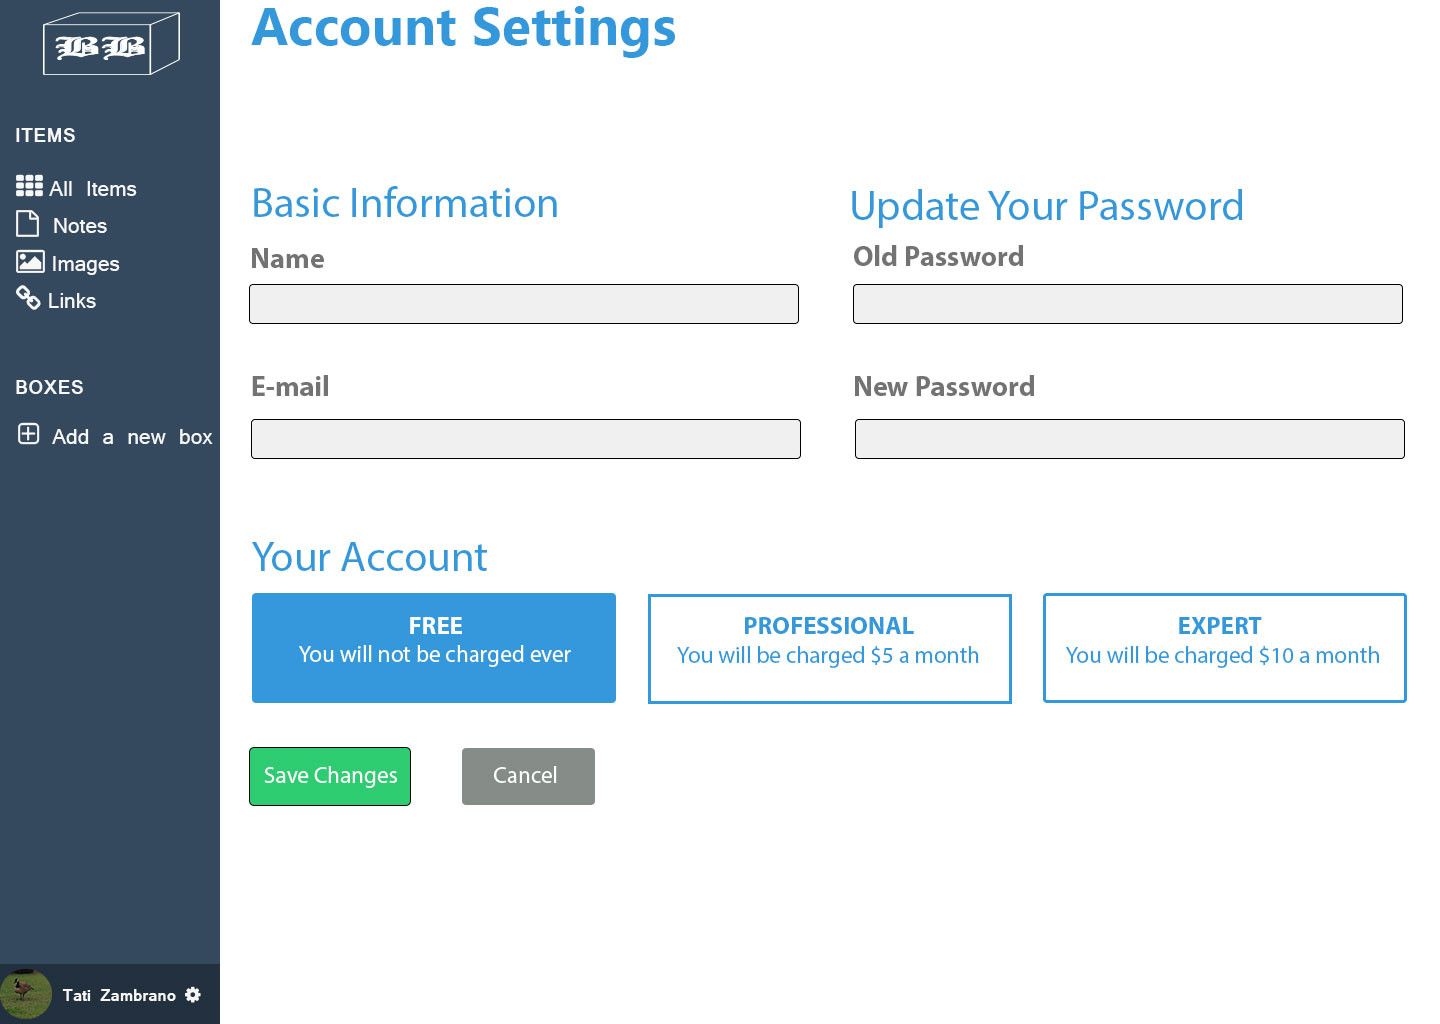 BB
ITEMS
All Items
Notes
Images
Links
BOXES
Add a new box
Tati Zambrano
Account Settings
Basic Information
Name
E-mail
Update Your Password
Old Password
New Password
Your Account
FREE
You will not be charged ever
PROFESSIONAL
You will be charged $5 a month
EXPERT
You will be charged $10 a month
Save Changes
Cancel